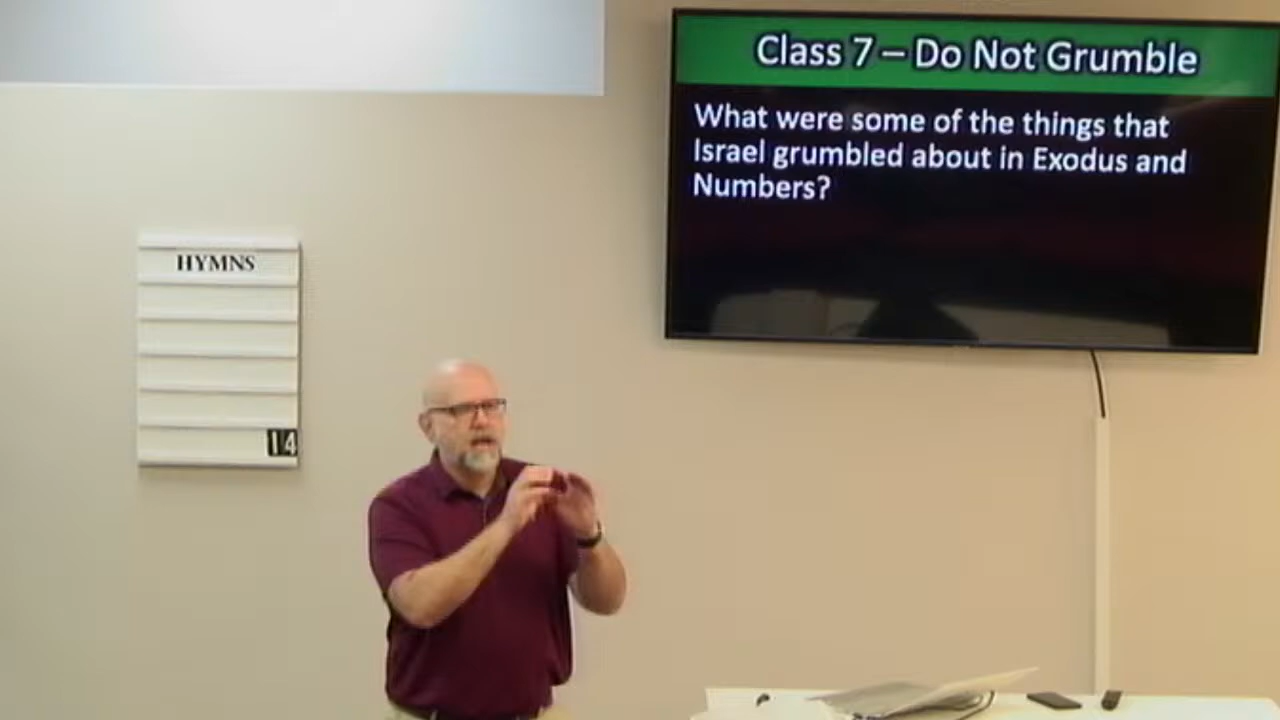 Class 7 – Do Not Grumble
What were some of the things that
Israel grumbled about in Exodus and
Numbers?
HYMNS
14